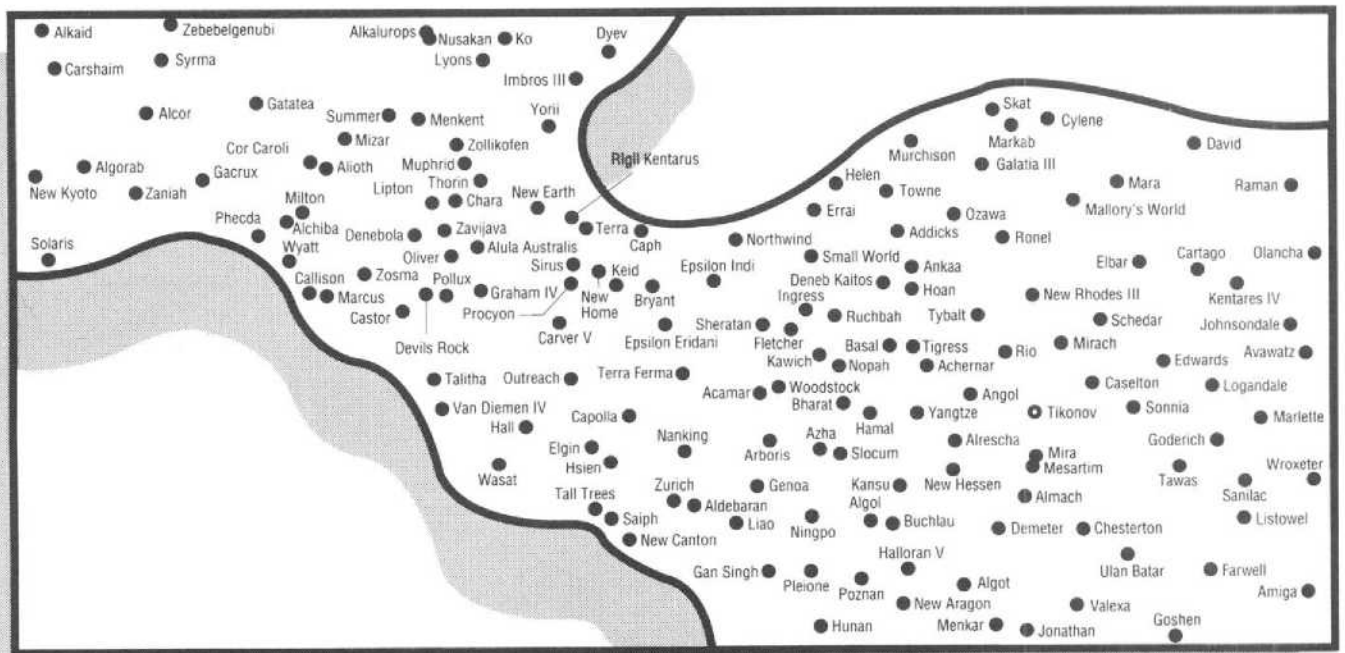 Alkaid
Zebebelgenubi
Alkalurops
Nusakan
Ko
Dyev
Carshaim
Syrma
Lyons
Imbros III
Alcor
Gatatea
Summer
Menkent
Yorii
Skat
Markab
Cylene
Cor Caroli
Mizar
Zollikofen
Murchison
Galatia III
David
Algorab
Gacrux
Alioth
Muphrid
Rigil Kentarus
Helen
Towne
Mara
Raman
New Kyoto
Zaniah
Lipton
Thorin
Chara
New Earth
Errai
Ozawa
Mallory's World
Milton
Alchiba
Phecda
Wyatt
Denebola
Zavijava
Terra
Caph
Northwind
Addicks
Ronel
Solaris
Oliver
Alula Australis
Sirus
Small World
Ankaa
Elbar
Cartago
Olancha
Callison
Zosma
Pollux
Keid
Epsilon Indi
Deneb Kaitos
Hoan
Kentares IV
Marcus
Graham IV
Procyon
New
Home
Bryant
Ingress
New Rhodes III
Castor
Devils Rock
Carver V
Epsilon Eridani
Sheratan
Fletcher
Ruchbah
Tybalt
Schedar
Johnsondale
Kawich
Basal
Tigress
Rio
Mirach
Edwards
Avawatz
Talitha
Outreach
Terra Ferma
Nopah
Achernar
Acamar
Woodstock
Angol
Caselton
Logandale
Van Diemen IV
Capolla
Bharat
Hamal
Yangtze
Tikonov
Sonnia
Marlette
Hall
Elgin
Nanking
Arboris
Azha
Slocum
Alrescha
Mira
Goderich
Wasat
Hsien
Mesartim
Tawas
Wroxeter
Tall Trees
Zurich
Genoa
Kansu
New Hessen
Almach
Sanilac
Saiph
Aldebaran
Liao
Ningpo
Algol
Buchlau
Demeter
Chesterton
Listowel
New Canton
Gan Singh
Pleione
Halloran V
Ulan Batar
Farwell
Poznan
Algot
Amiga
New Aragon
Valexa
Hunan
Menkar
Jonathan
Goshen